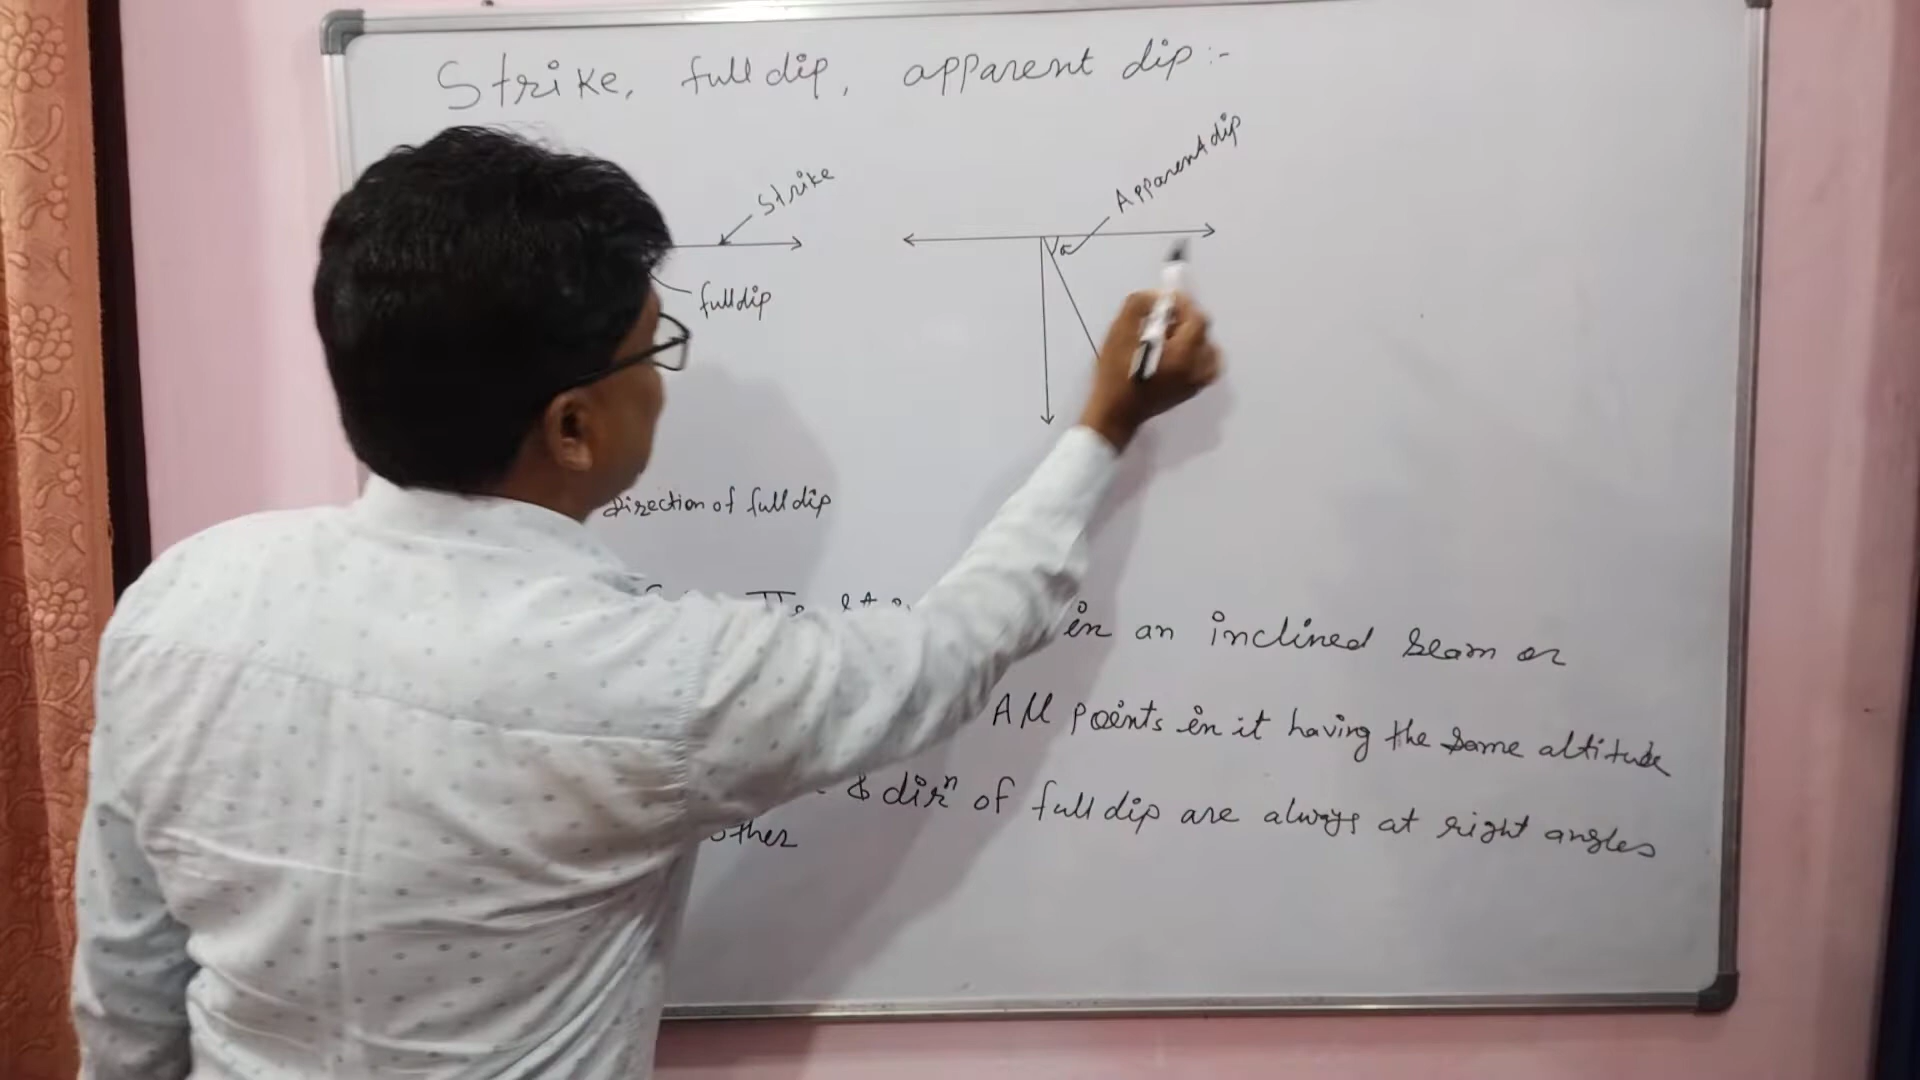 Strike, full dip, apparent dip :-
Strike
Apparent dip
full dip
Direction of full dip
in an inclined seam or
All points in it having the same altitude
& dirⁿ of full dip are always at right angles
other